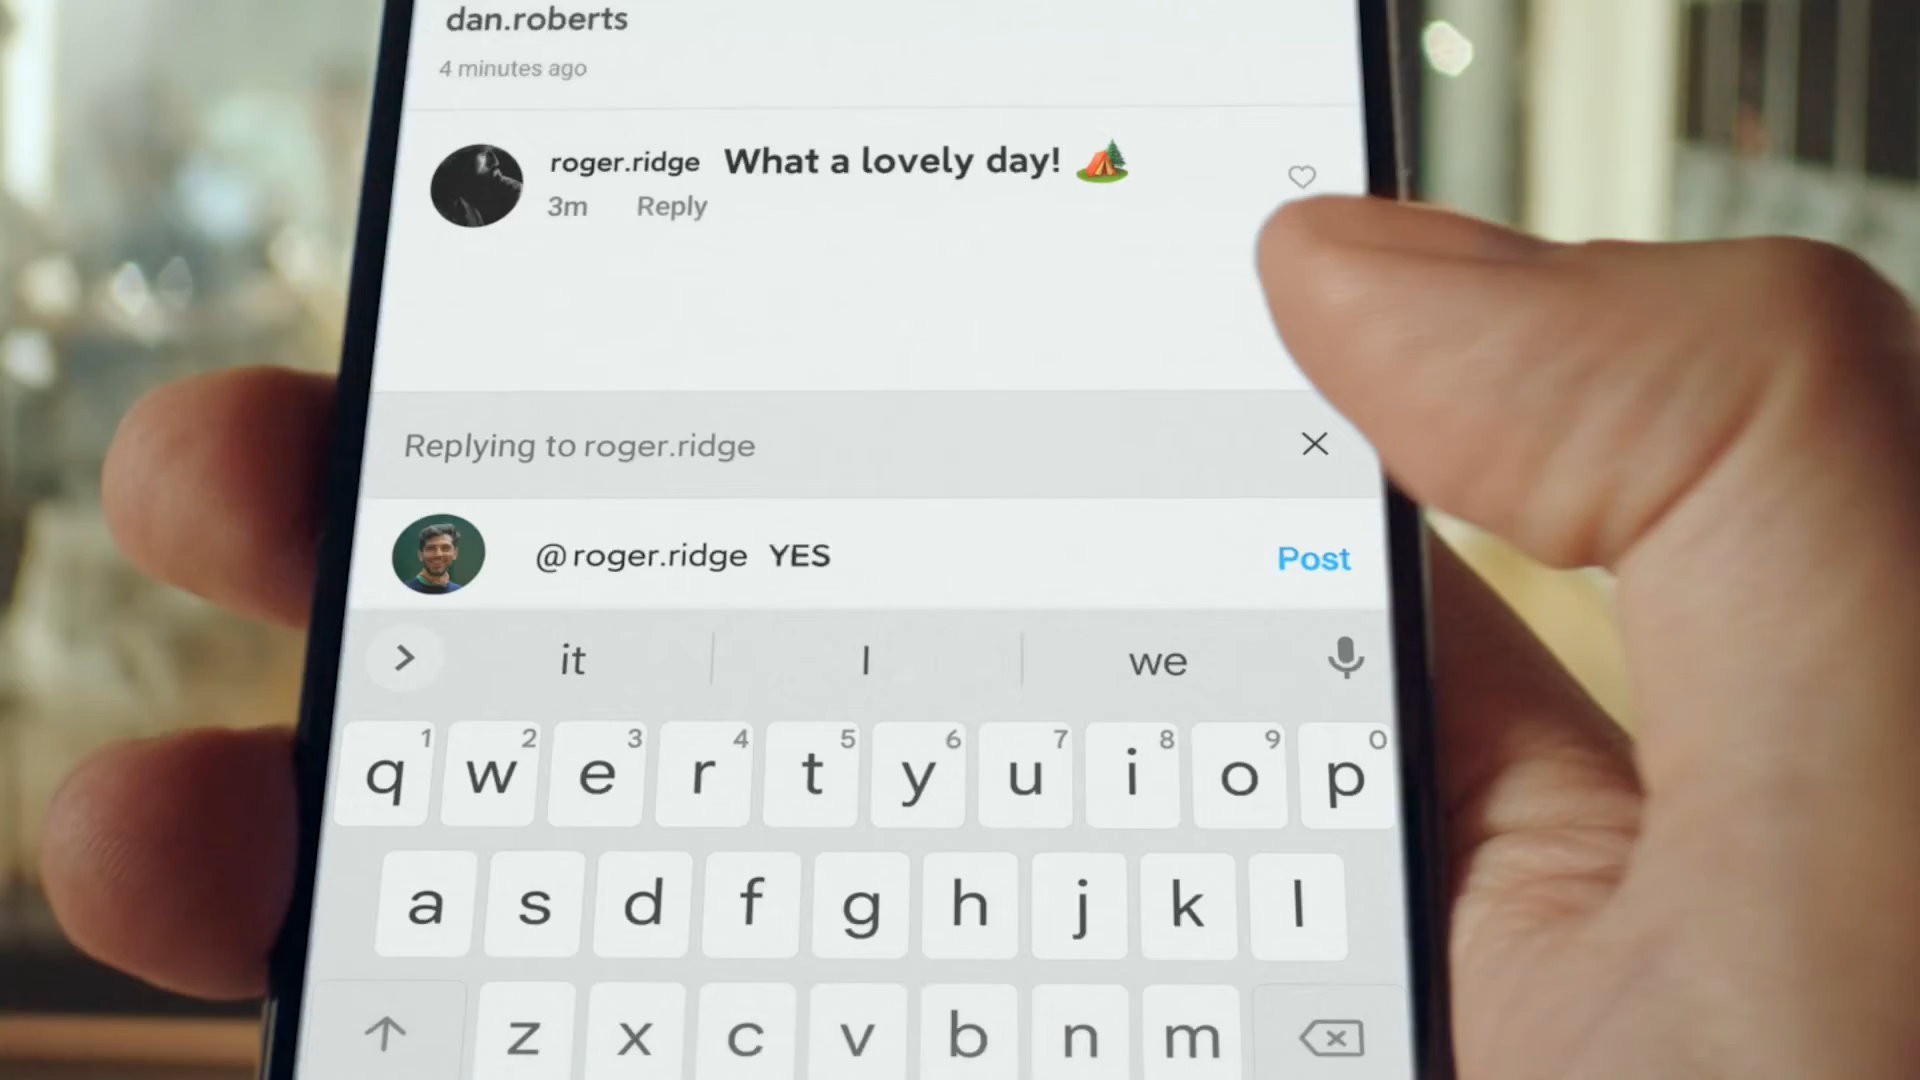 dan.roberts
4 minutes ago
roger.ridge What a lovely day! 🏕️
3m Reply
Replying to roger.ridge
@roger.ridge YES Post
it I we
q 1 w 2 e 3 r 4 t 5 y 6 u 7 i 8 o 9 p 0
a s d f g h j k l
z x c v b n m